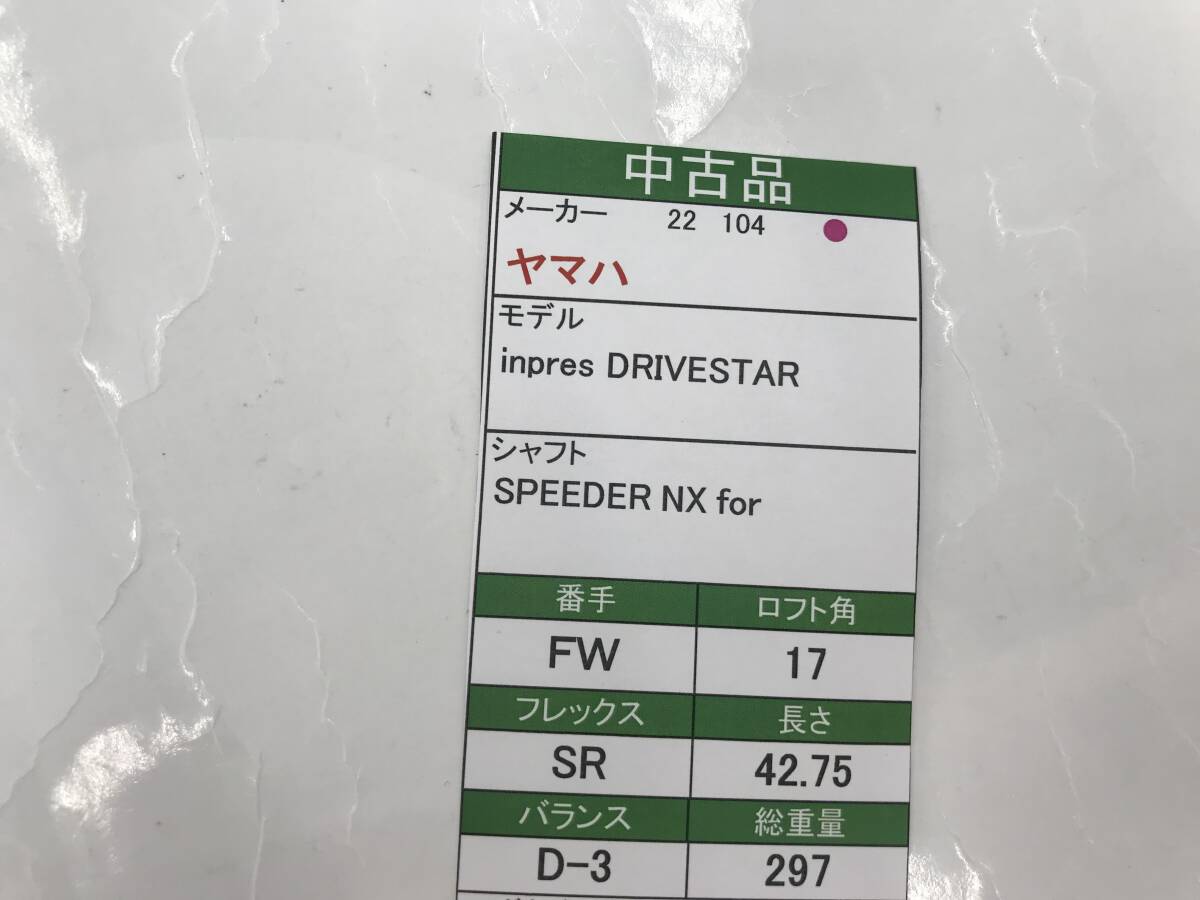 中古品
メーカー 22 104
ヤマハ
モデル
inpres DRIVESTAR
シャフト
SPEEDER NX for
番手 ロフト角
FW 17
フレックス 長さ
SR 42.75
バランス 総重量
D-3 297